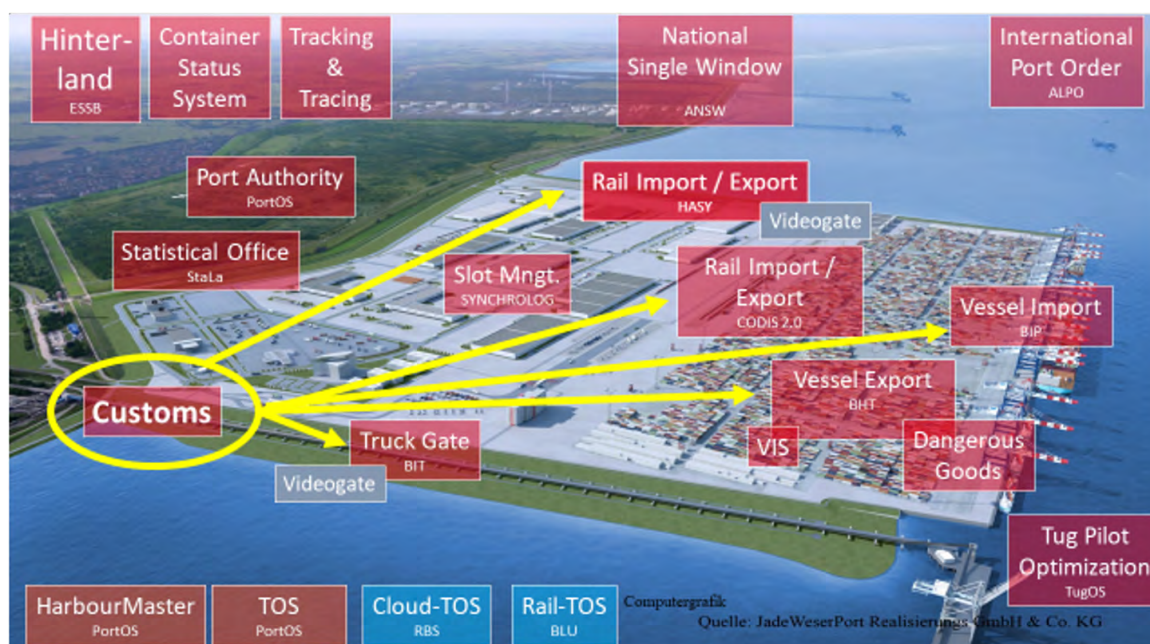 Hinter-
land
ESSB
Container
Status
System
Tracking
&
Tracing
National
Single Window
ANSW
International
Port Order
ALPO
Port Authority
PortOS
Rail Import / Export
HASY
Videogate
Statistical Office
StaLa
Slot Mngt.
SYNCHROLOG
Rail Import /
Export
CODIS 2.0
Vessel Import
BIP
Customs
Vessel Export
BHT
Truck Gate
BIT
VIS
Dangerous
Goods
Videogate
Tug Pilot
Optimization
TugOS
HarbourMaster
PortOS
TOS
PortOS
Cloud-TOS
RBS
Rail-TOS
BLU
Computergrafik
Quelle: JadeWeserPort Realisierungs GmbH & Co. KG